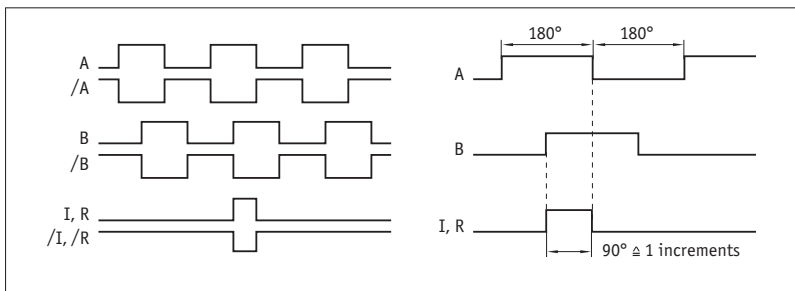 A
/A
B
/B
I, R
/I, /R
180° 180°
A
B
I, R
90° ≙ 1 increments